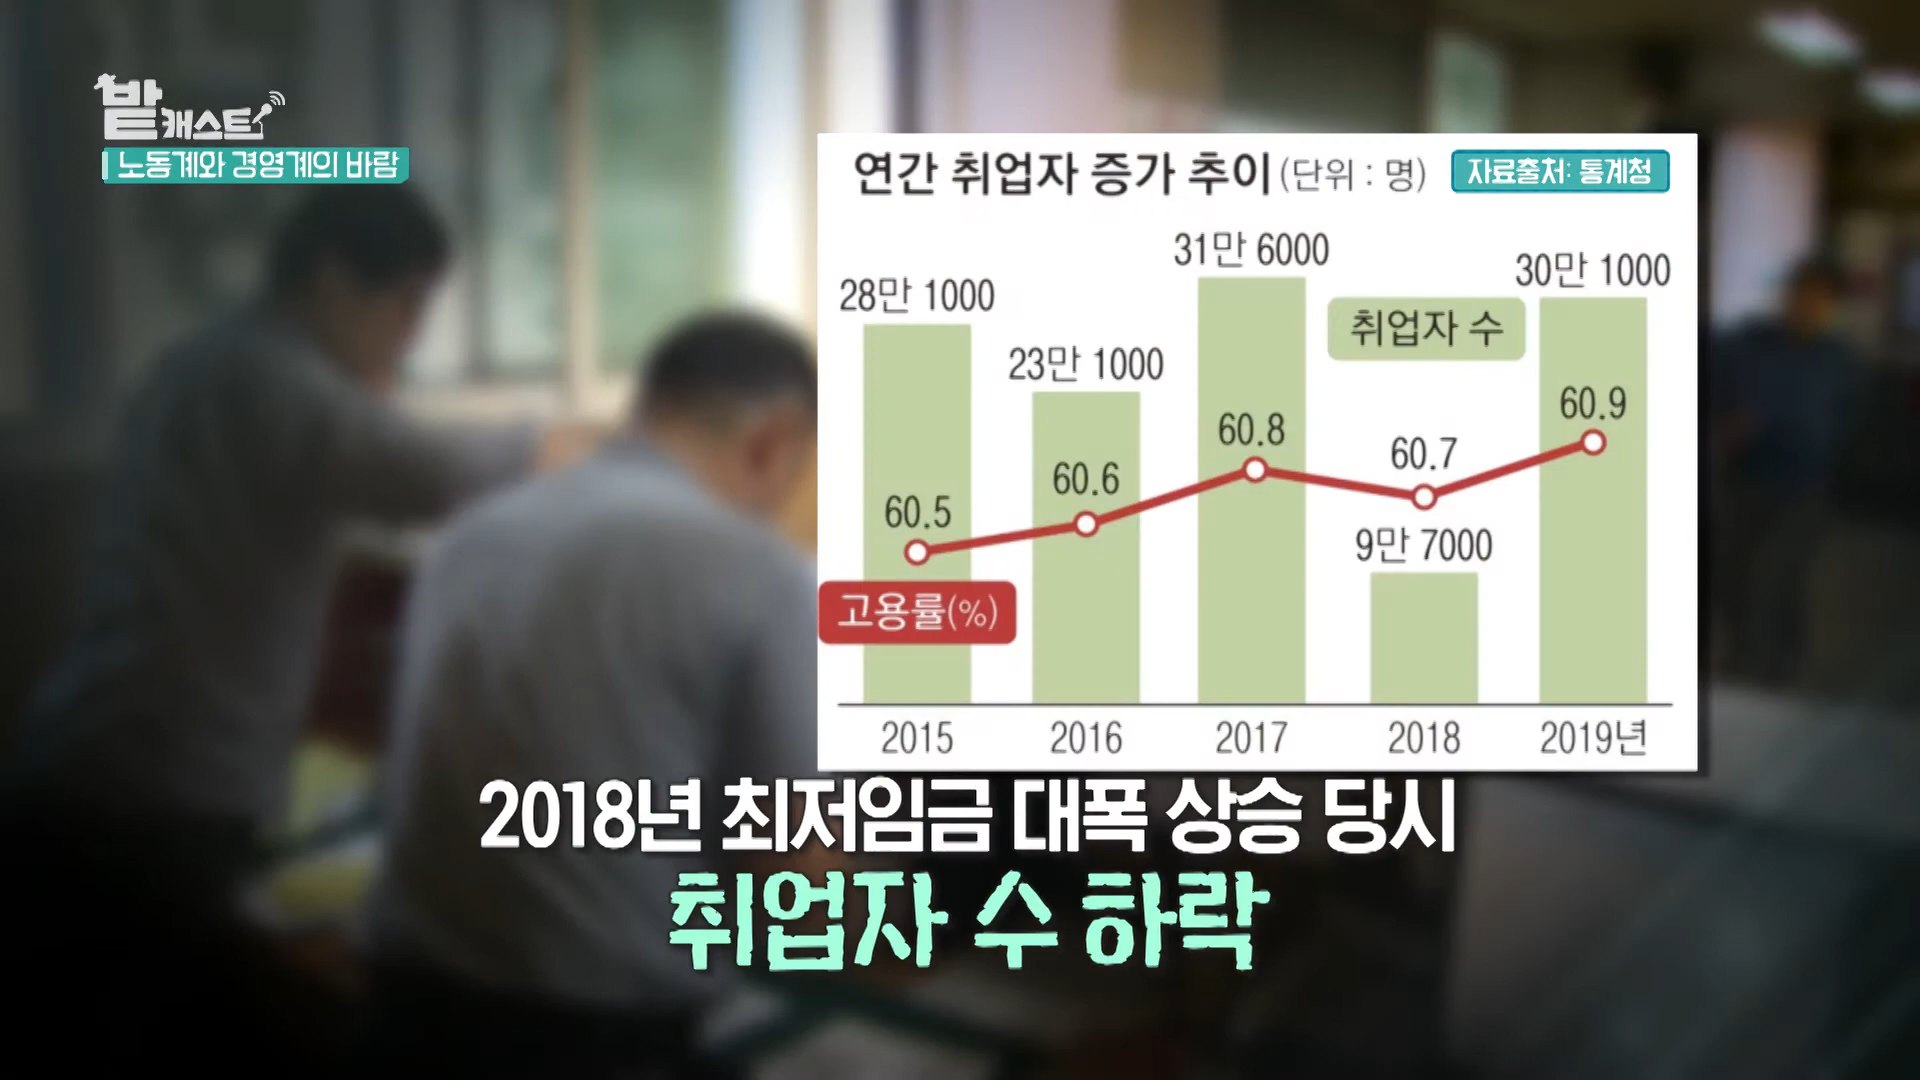 밭캐스트
노동계와 경영계의 바람
연간 취업자 증가 추이 (단위 : 명)
자료출처: 통계청
28만 1000
23만 1000
31만 6000
9만 7000
30만 1000
취업자 수
60.5
60.6
60.8
60.7
60.9
고용률(%)
2015 2016 2017 2018 2019년
2018년 최저임금 대폭 상승 당시
취업자 수 하락